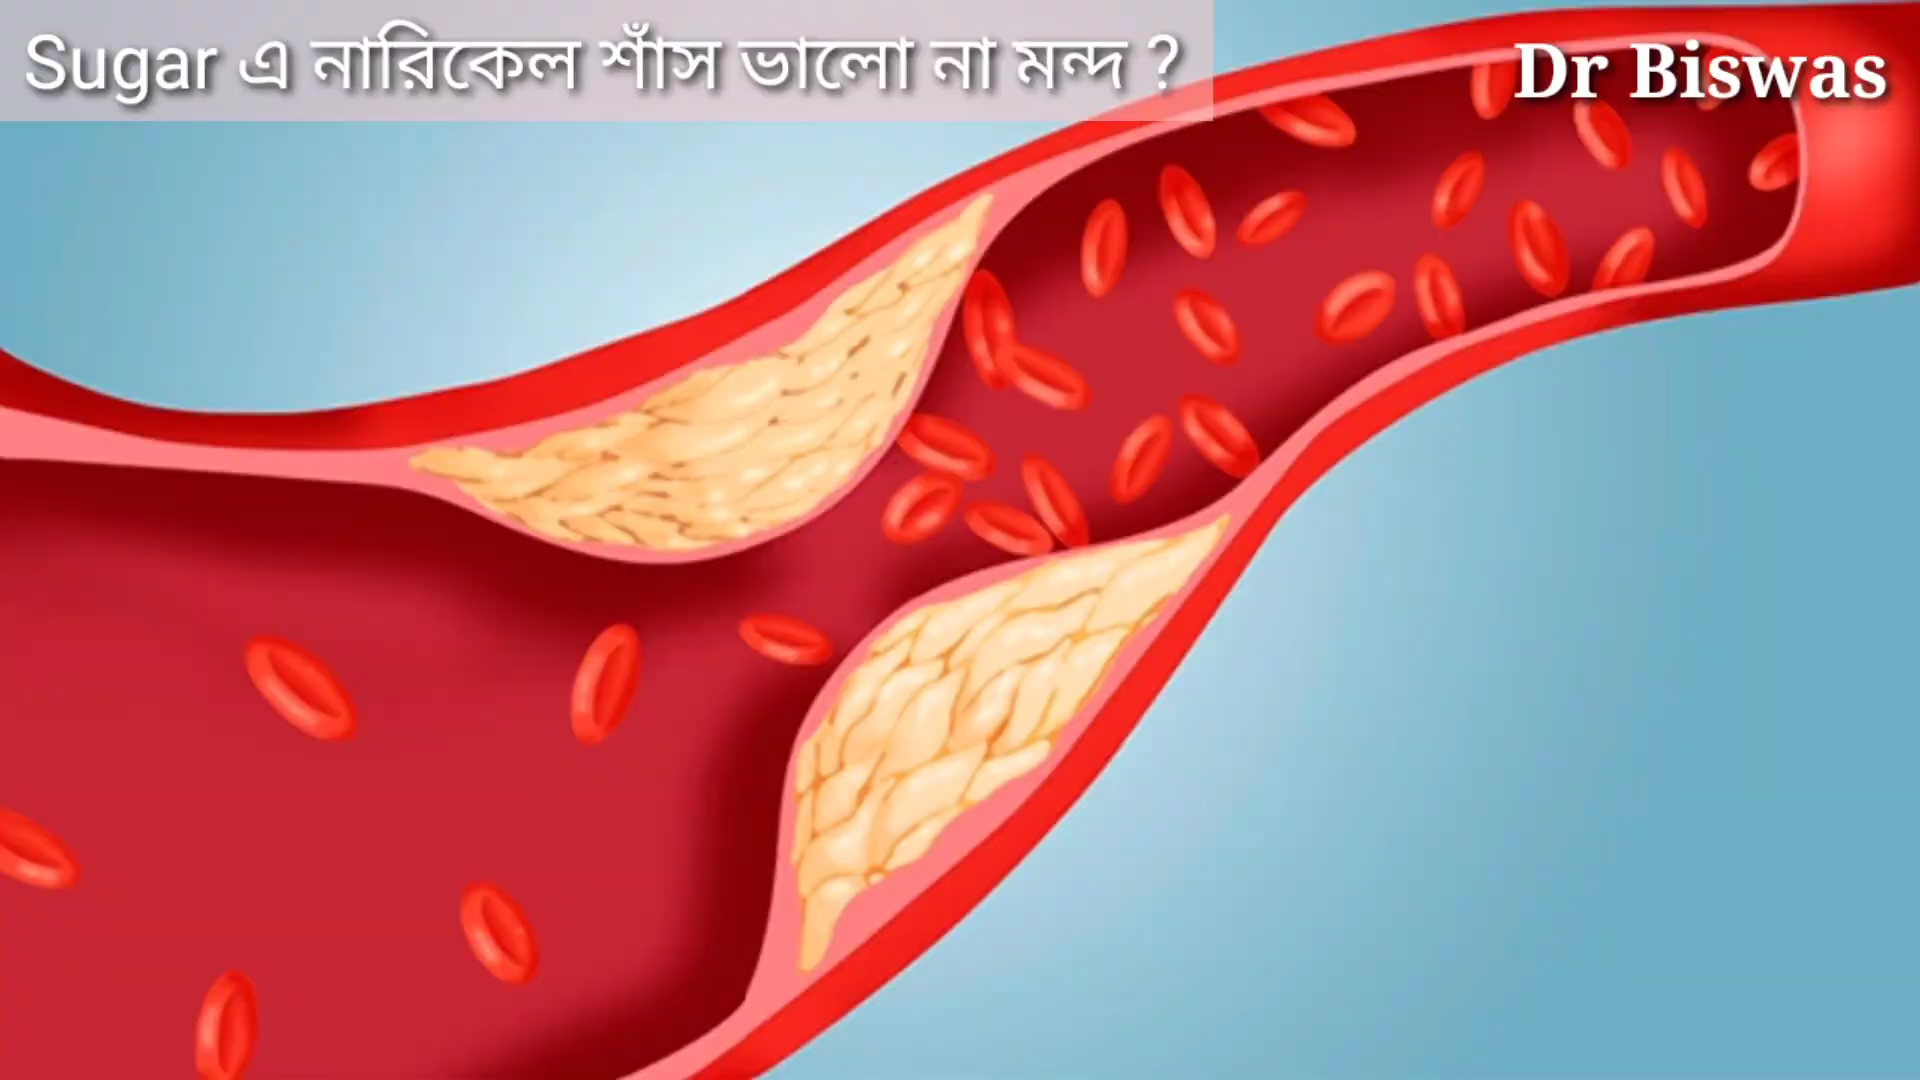 Sugar এ নারিকেল শাঁস ভালো না মন্দ ?
Dr Biswas